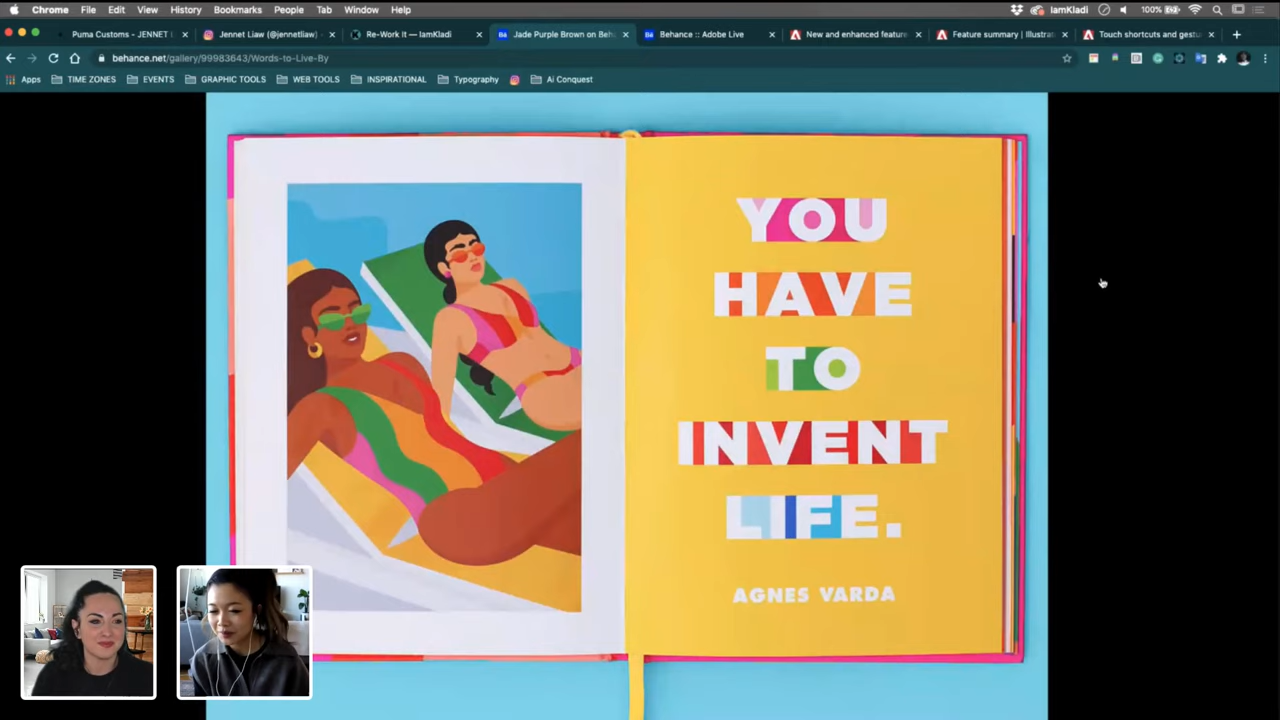 Chrome File Edit View History Bookmarks People Tab Window Help IamKladi 100%
Puma Customs - JENNET L Jennet Liaw (@jennetliaw) Re-Work it — IamKladi Jade Purple Brown on Beh Behance :: Adobe Live New and enhanced feature Feature summary | Illustra Touch shortcuts and gestu
behance.net/gallery/99983643/Words-to-Live-By
Apps TIME ZONES EVENTS GRAPHIC TOOLS WEB TOOLS INSPIRATIONAL Typography Ai Conquest
YOU
HAVE
TO
INVENT
LIFE.
AGNES VARDA